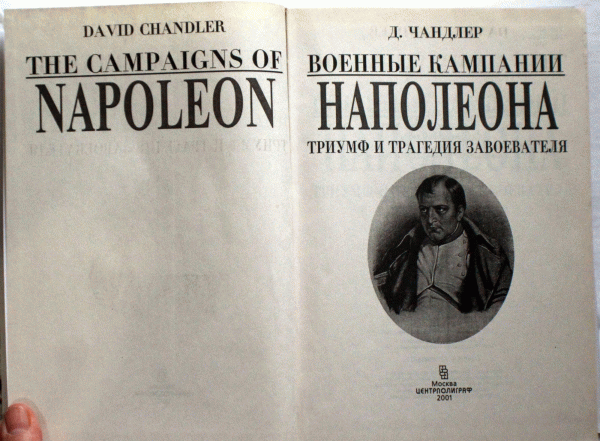 DAVID CHANDLER
THE CAMPAIGNS OF
NAPOLEON
Д. ЧАНДЛЕР
ВОЕННЫЕ КАМПАНИИ
НАПОЛЕОНА
ТРИУМФ И ТРАГЕДИЯ ЗАВОЕВАТЕЛЯ
Москва
ЦЕНТРПОЛИГРАФ
2001